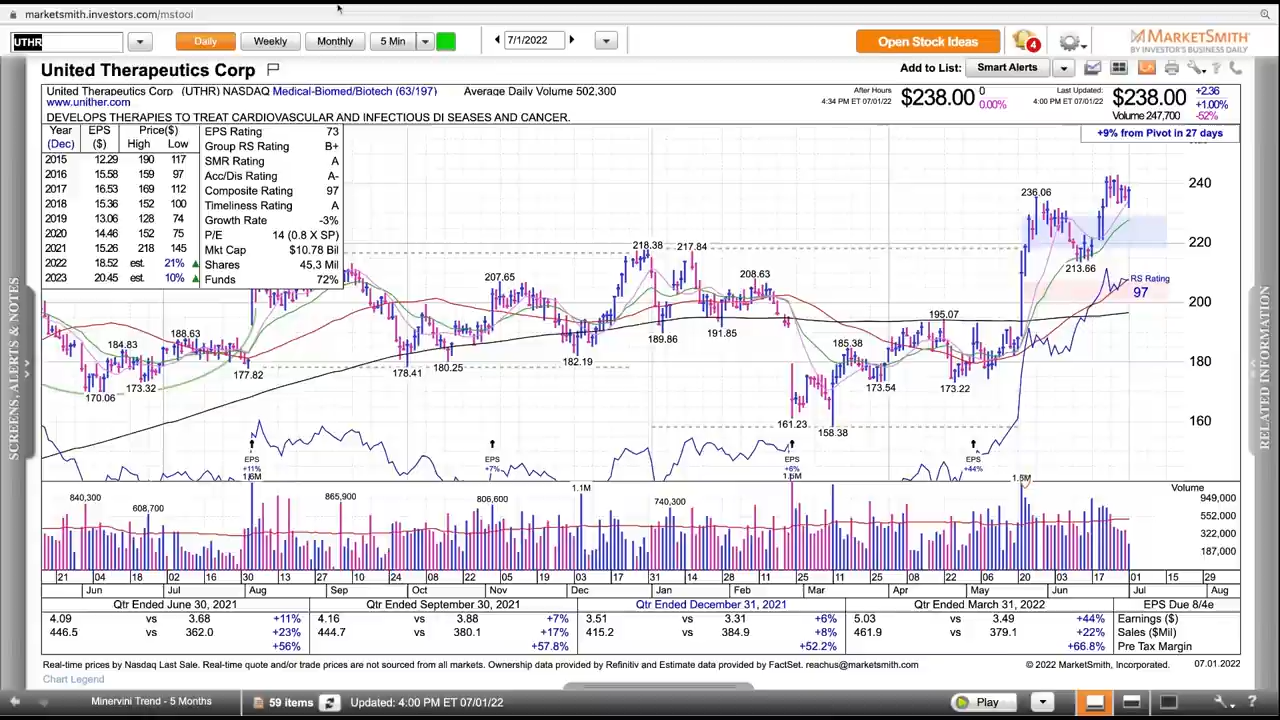 marketsmith.investors.com/mstool
UTHR
Daily
Weekly
Monthly
5 Min
7/1/2022
Open Stock Ideas
4
MarketSmith
BY INVESTOR'S BUSINESS DAILY
United Therapeutics Corp
Add to List:
Smart Alerts
United Therapeutics Corp (UTHR) NASDAQ Medical-Biomed/Biotech (63/197) Average Daily Volume 502,300
www.unither.com
DEVELOPS THERAPIES TO TREAT CARDIOVASCULAR AND INFECTIOUS DI SEASES AND CANCER.
After Hours
4:34 PM ET 07/01/22
$238.00
0
0.00%
Last Updated:
4:00 PM ET 07/01/22
$238.00
Volume 247,700
+2.36
+1.00%
-52%
+9% from Pivot in 27 days
Year EPS Price($)
(Dec) ($) High Low
2015 12.29 190 117
2016 15.58 159 97
2017 16.53 169 112
2018 15.36 152 100
2019 13.06 128 74
2020 14.46 152 75
2021 15.26 218 145
2022 18.52 est. 21%
2023 20.45 est. 10%
EPS Rating 73
Group RS Rating B+
SMR Rating A
Acc/Dis Rating A-
Composite Rating 97
Timeliness Rating A
Growth Rate -3%
P/E 14 (0.8 X SP)
Mkt Cap $10.78 Bil
Shares 45.3 Mil
Funds 72%
240
220
200
180
160
236.06
218.38
217.84
213.66
207.65
208.63
RS Rating
97
188.63
184.83
177.82
173.32
170.06
178.41
180.25
182.19
189.86
191.85
195.07
185.38
173.54
173.22
161.23
158.38
EPS
+11%
1.6M
EPS
+7%
EPS
+6%
1.5M
EPS
+44%
840,300
608,700
865,900
806,600
1.1M
740,300
Volume
949,000
552,000
322,000
187,000
21 04 18 02 16 30 13 27 10 24 08 22 05 19 03 17 31 14 28 11 25 11 25 08 22 06 20 03 17 01 15 29
Jun Jul Aug Sep Oct Nov Dec Jan Feb Mar Apr May Jun Jul Aug
Qtr Ended June 30, 2021 Qtr Ended September 30, 2021 Qtr Ended December 31, 2021 Qtr Ended March 31, 2022 EPS Due 8/4e
4.09 vs 3.68 +11% 4.16 vs 3.88 +7% 3.51 vs 3.31 +6% 5.03 vs 3.49 +44% Earnings ($)
446.5 vs 362.0 +23% 444.7 vs 380.1 +17% 415.2 vs 384.9 +8% 461.9 vs 379.1 +22% Sales ($Mil)
+56% +57.8% +52.2% +66.8% Pre Tax Margin
Real-time prices by Nasdaq Last Sale. Real-time quote and/or trade prices are not sourced from all markets. Ownership data provided by Refinitiv and Estimate data provided by FactSet. reachus@marketsmith.com
© 2022 MarketSmith, Incorporated.
07.01.2022
Chart Legend
SCREENS, ALERTS & NOTES
RELATED INFORMATION
Minervini Trend - 5 Months
59 items
Updated: 4:00 PM ET 07/01/22
Play